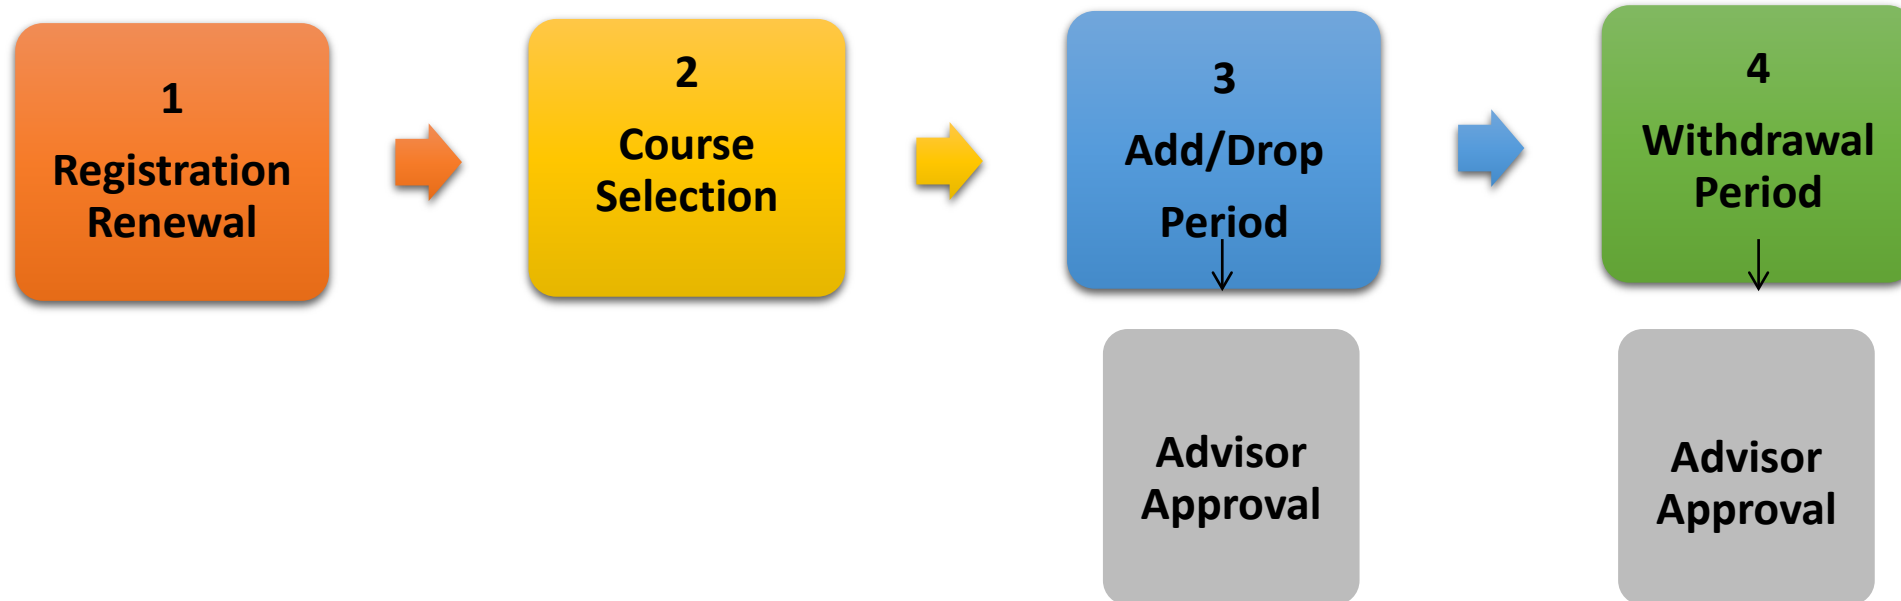 1
Registration
Renewal
2
Course
Selection
3
Add/Drop
Period
4
Withdrawal
Period
Advisor
Approval
Advisor
Approval